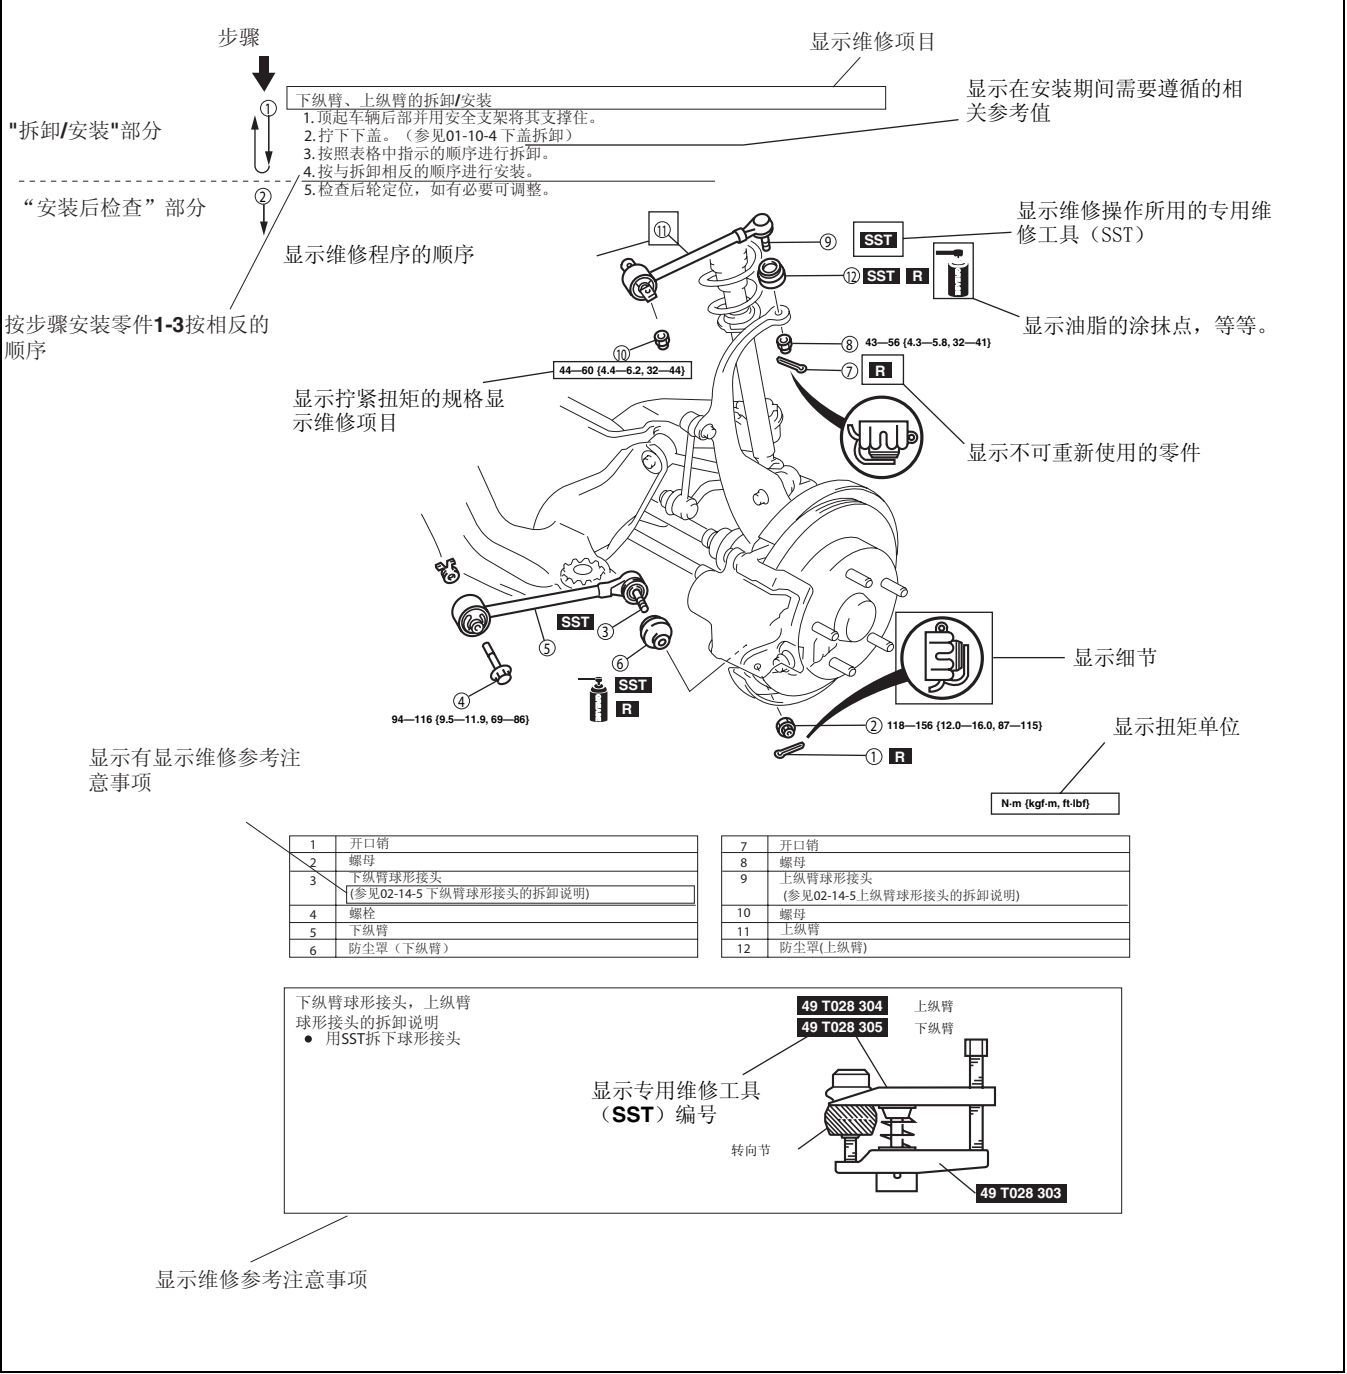 步骤
显示维修项目
下纵臂、上纵臂的拆卸/安装
1.顶起车辆后部并用安全支架将其支撑住。
2.拧下下盖。（参见01-10-4 下盖拆卸）
3.按照表格中指示的顺序进行拆卸。
4.按与拆卸相反的顺序进行安装。
5.检查后轮定位，如有必要可调整。
显示在安装期间需要遵循的相
关参考值
①
"拆卸/安装"部分
②
“安装后检查”部分
显示维修程序的顺序
按步骤安装零件1-3按相反的
顺序
显示维修操作所用的专用维
修工具（SST）
⑪
⑨
SST
⑫ SST R
显示油脂的涂抹点，等等。
⑩
44—60 {4.4—6.2, 32—44}
⑧ 43—56 {4.3—5.8, 32—41}
⑦ R
显示拧紧扭矩的规格显
示维修项目
显示不可重新使用的零件
SST ③
⑤
⑥
SST
R
④
94—116 {9.5—11.9, 69—86}
显示细节
② 118—156 {12.0—16.0, 87—115}
① R
显示扭矩单位
N·m {kgf·m, ft·lbf}
显示有显示维修参考注
意事项
1 开口销
2 螺母
3 下纵臂球形接头
(参见02-14-5 下纵臂球形接头的拆卸说明)
4 螺栓
5 下纵臂
6 防尘罩（下纵臂）
7 开口销
8 螺母
9 上纵臂球形接头
(参见02-14-5上纵臂球形接头的拆卸说明)
10 螺母
11 上纵臂
12 防尘罩(上纵臂)
下纵臂球形接头，上纵臂
球形接头的拆卸说明
● 用SST拆下球形接头
49 T028 304 上纵臂
49 T028 305 下纵臂
显示专用维修工具
（SST）编号
转向节
49 T028 303
显示维修参考注意事项